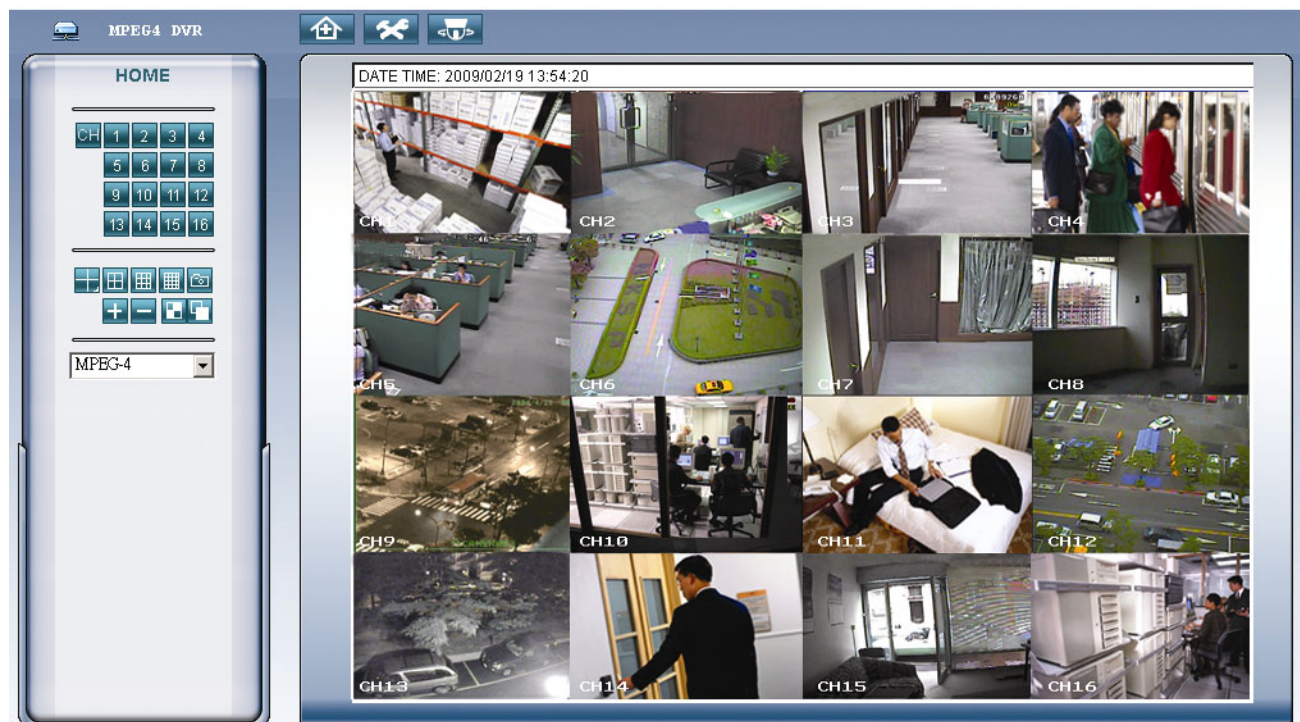 MPEG4 DVR
HOME
CH 1 2 3 4
5 6 7 8
9 10 11 12
13 14 15 16
MPEG-4
DATE TIME: 2009/02/19 13:54:20
CH1
CH2
CH3
CH4
CH5
CH6
CH7
CH8
CH9
CH10
CH11
CH12
CH13
CH14
CH15
CH16